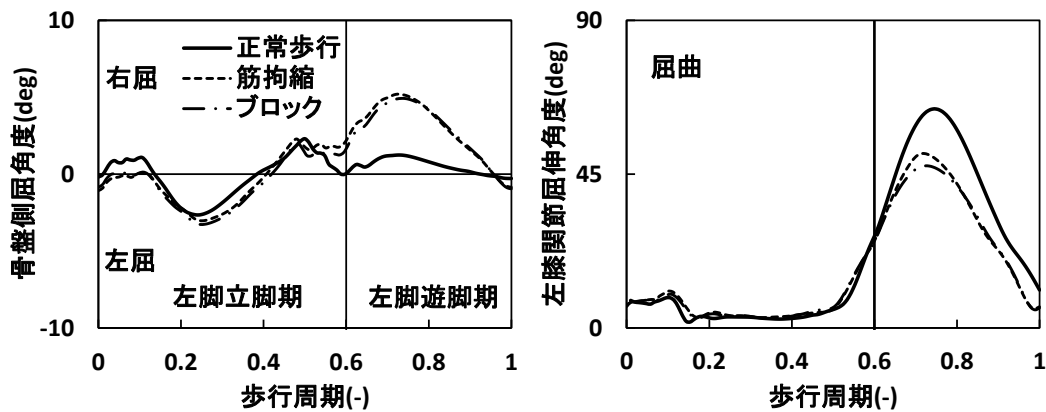 骨盤側屈角度(deg)
10
0
-10
正常歩行
筋拘縮
ブロック
右屈
左屈
左脚立脚期
左脚遊脚期
0 0.2 0.4 0.6 0.8 1
歩行周期(-)
左膝関節屈伸角度(deg)
90
45
0
屈曲
0 0.2 0.4 0.6 0.8 1
歩行周期(-)